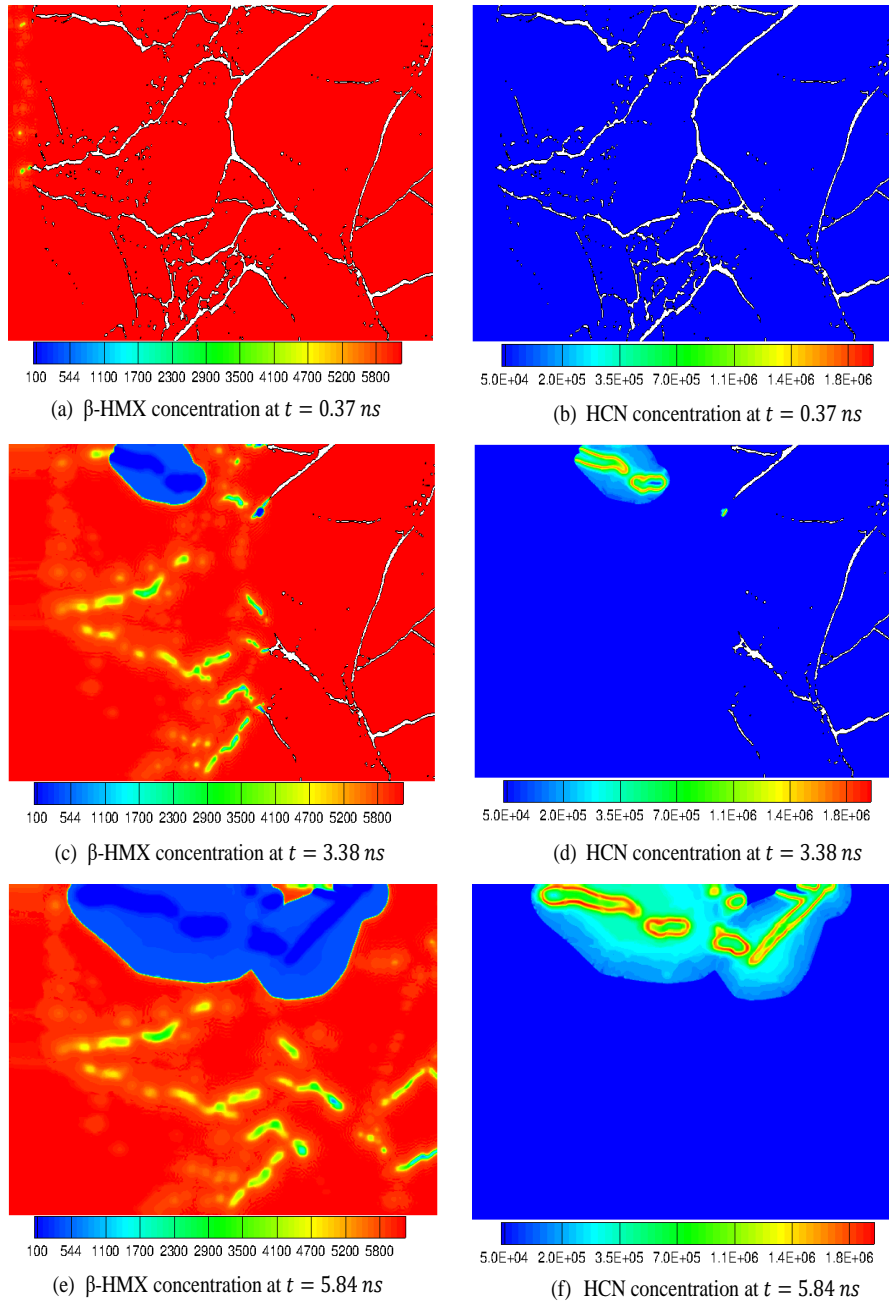 100 544 1100 1700 2300 2900 3500 4100 4700 5200 5800
5.0E+04 2.0E+05 3.5E+05 7.0E+05 1.1E+06 1.4E+06 1.8E+06
(a) β-HMX concentration at t = 0.37 ns
(b) HCN concentration at t = 0.37 ns
100 544 1100 1700 2300 2900 3500 4100 4700 5200 5800
5.0E+04 2.0E+05 3.5E+05 7.0E+05 1.1E+06 1.4E+06 1.8E+06
(c) β-HMX concentration at t = 3.38 ns
(d) HCN concentration at t = 3.38 ns
100 544 1100 1700 2300 2900 3500 4100 4700 5200 5800
5.0E+04 2.0E+05 3.5E+05 7.0E+05 1.1E+06 1.4E+06 1.8E+06
(e) β-HMX concentration at t = 5.84 ns
(f) HCN concentration at t = 5.84 ns